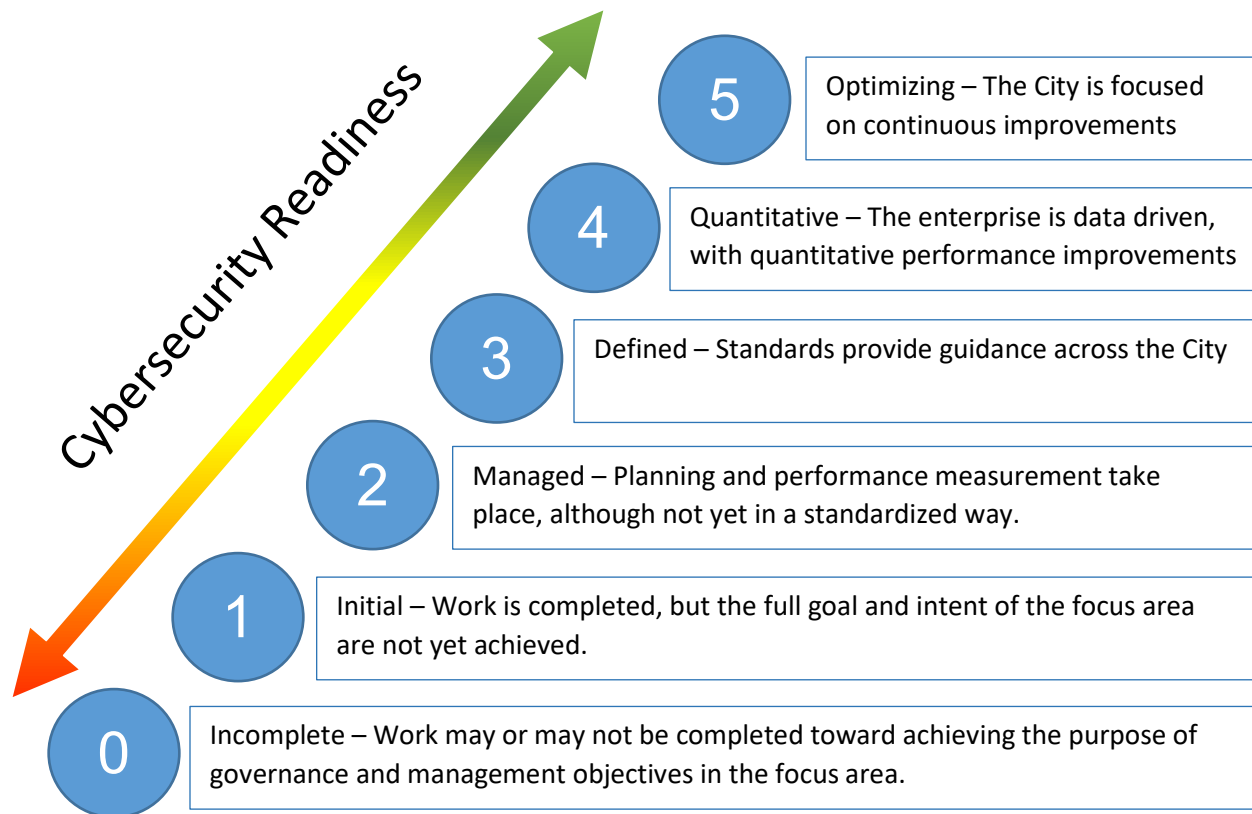 Cybersecurity Readiness
5
Optimizing – The City is focused
on continuous improvements
4
Quantitative – The enterprise is data driven,
with quantitative performance improvements
3
Defined – Standards provide guidance across the City
2
Managed – Planning and performance measurement take
place, although not yet in a standardized way.
1
Initial – Work is completed, but the full goal and intent of the focus area
are not yet achieved.
0
Incomplete – Work may or may not be completed toward achieving the purpose of
governance and management objectives in the focus area.